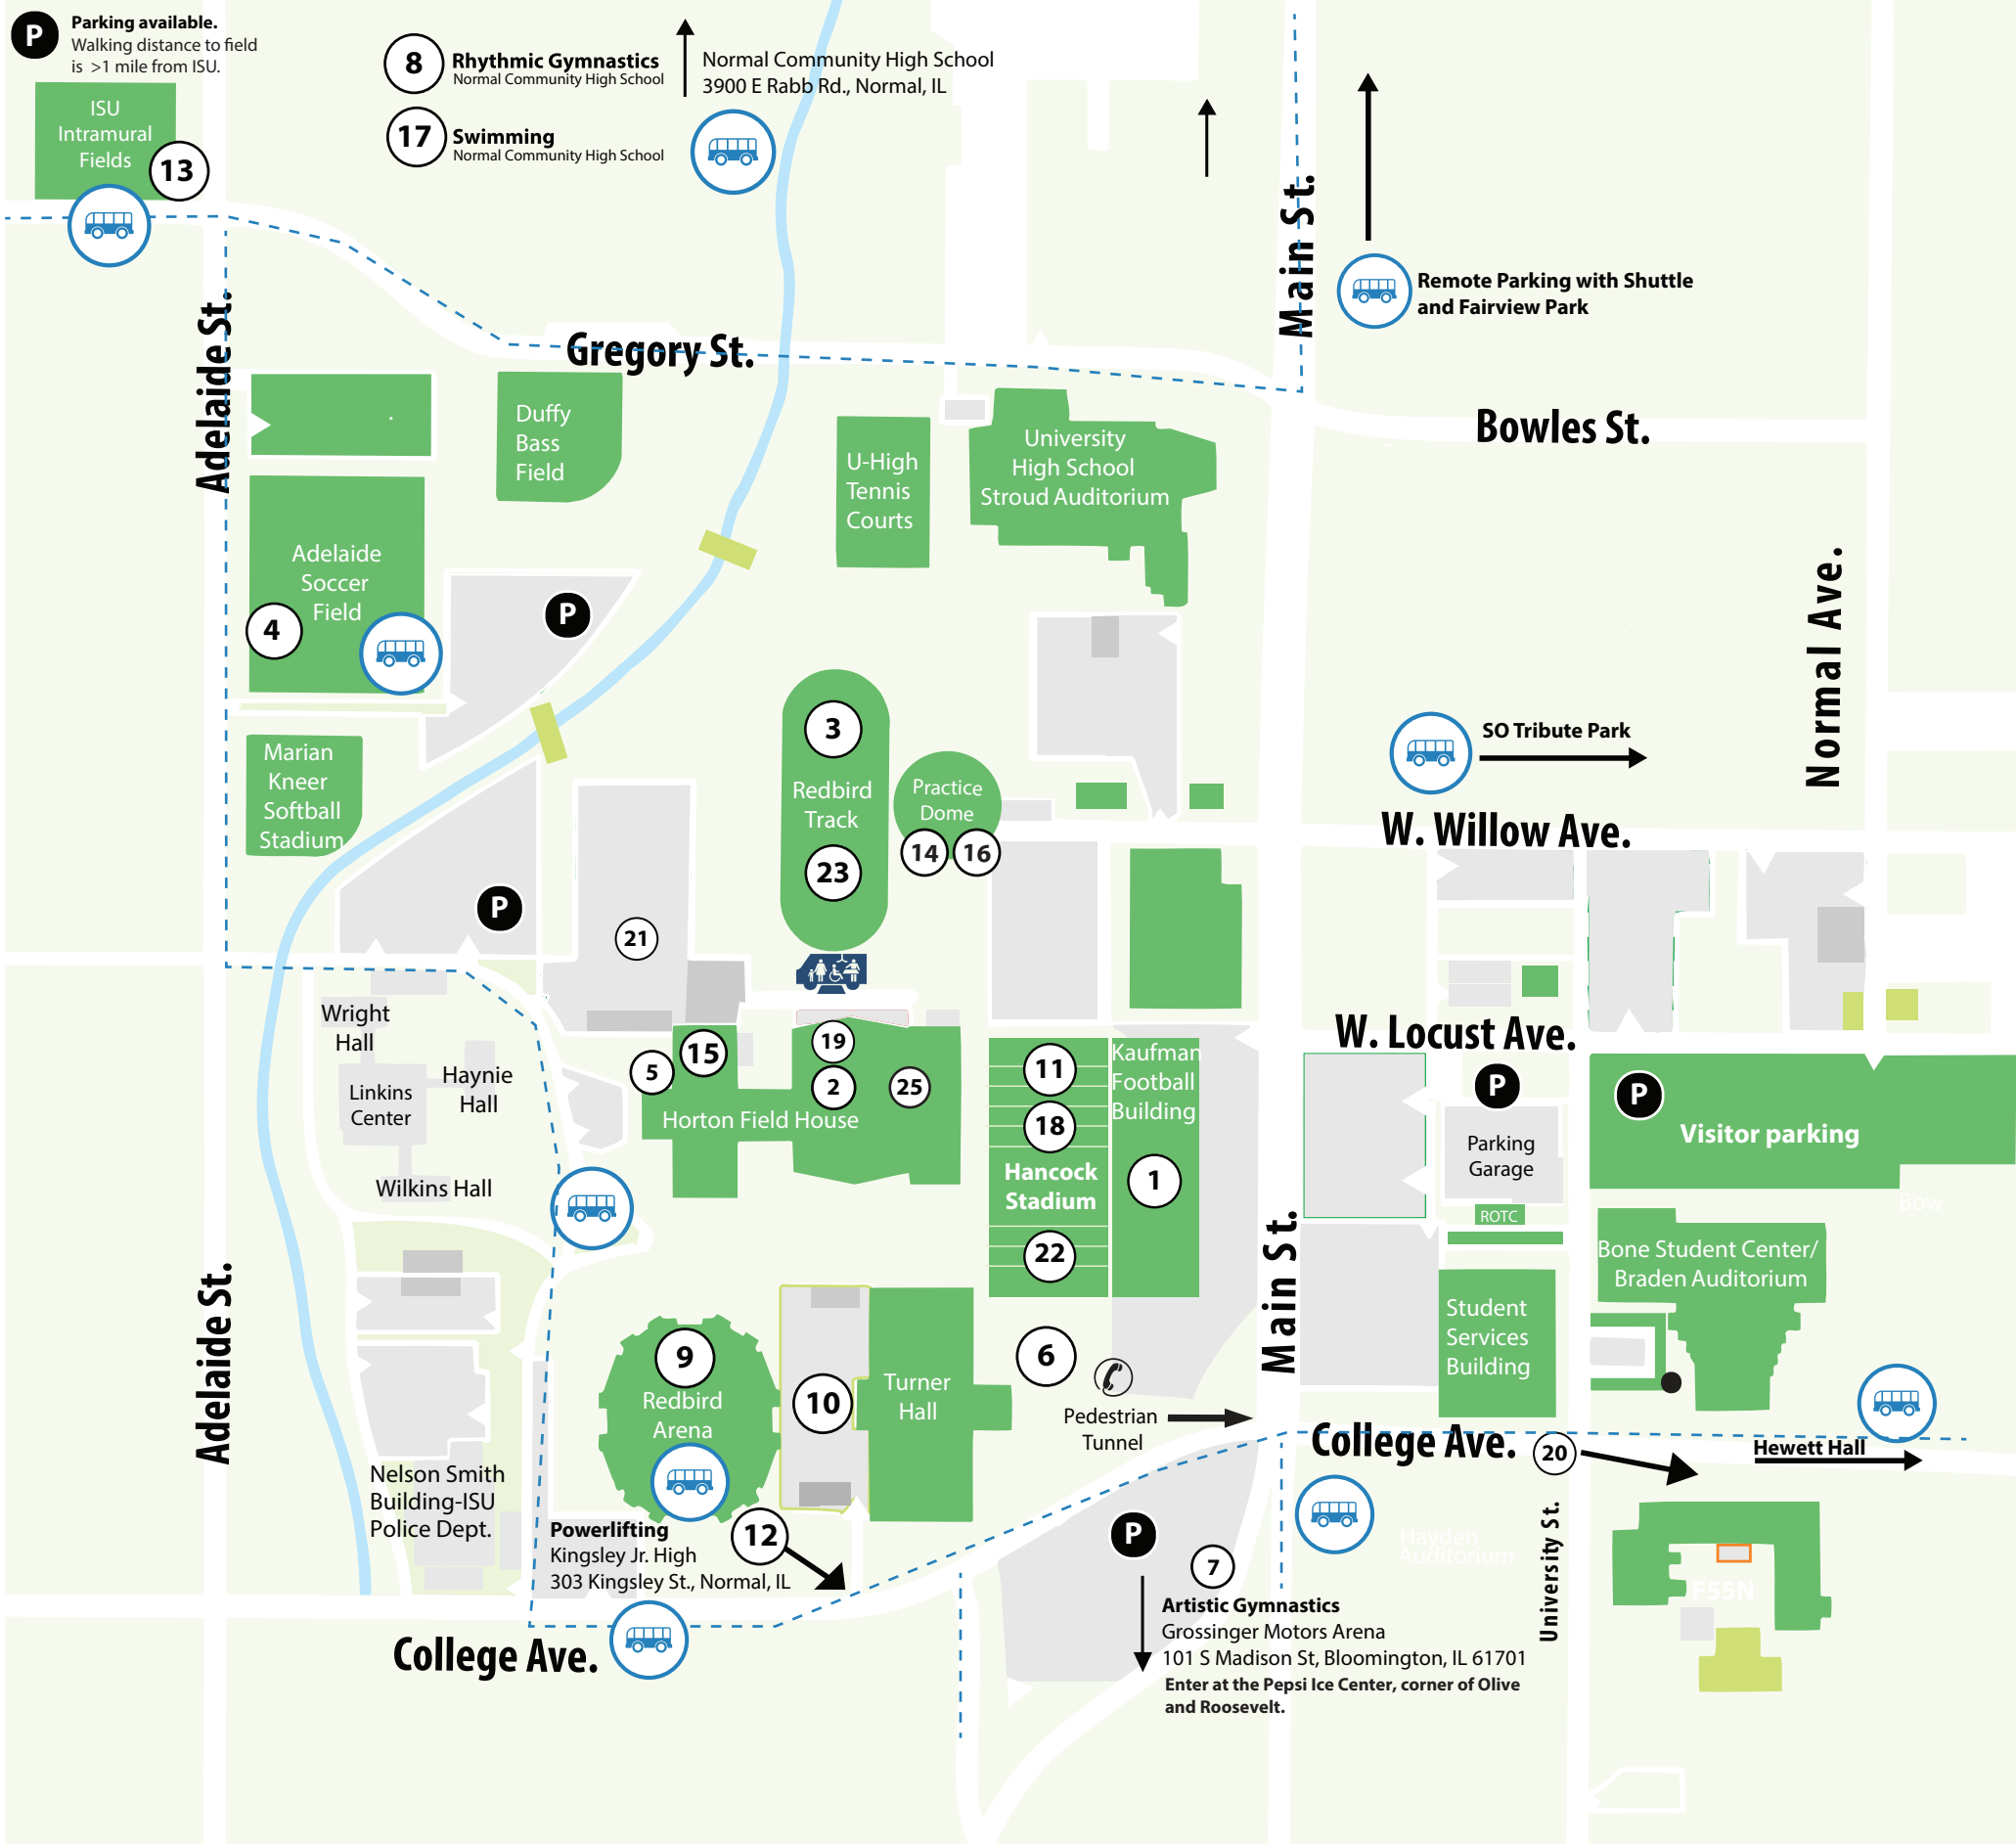 P
Parking available.
Walking distance to field
is >1 mile from ISU.
8
Rhythmic Gymnastics
Normal Community High School
17
Swimming
Normal Community High School
Normal Community High School
3900 E Rabb Rd., Normal, IL
ISU
Intramural
Fields
13
Main St.
Remote Parking with Shuttle
and Fairview Park
Adelaide St.
Gregory St.
Bowles St.
Duffy
Bass
Field
U-High
Tennis
Courts
University
High School
Stroud Auditorium
Adelaide
Soccer
Field
4
P
Normal Ave.
3
Redbird
Track
23
Practice
Dome
14
16
SO Tribute Park
W. Willow Ave.
Marian
Kneer
Softball
Stadium
P
21
Wright
Hall
Linkins
Center
Haynie
Hall
Wilkins Hall
5
15
19
2
25
Horton Field House
11
18
Hancock
Stadium
22
Kaufman
Football
Building
1
W. Locust Ave.
P
Parking
Garage
ROTC
P
Visitor parking
Bow
Bone Student Center/
Braden Auditorium
Student
Services
Building
Main St.
Adelaide St.
9
Redbird
Arena
10
Turner
Hall
6
Pedestrian
Tunnel
College Ave.
20
Hewett Hall
Nelson Smith
Building-ISU
Police Dept.
Powerlifting
Kingsley Jr. High
303 Kingsley St., Normal, IL
12
P
7
Artistic Gymnastics
Grossinger Motors Arena
101 S Madison St, Bloomington, IL 61701
Enter at the Pepsi Ice Center, corner of Olive
and Roosevelt.
Hayden
Auditorium
University St.
F55N
College Ave.